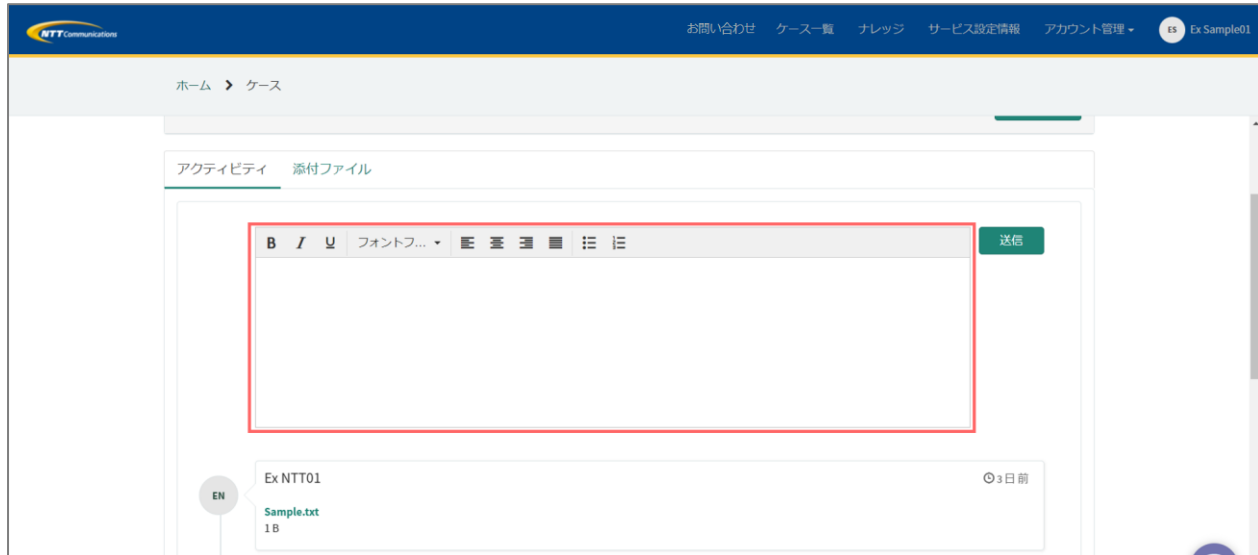 NTT Communications
お問い合わせ ケース一覧 ナレッジ サービス設定情報 アカウント管理 ES Ex Sample01
ホーム > ケース
アクティビティ 添付ファイル
B I U フォントフ... 送信
Ex NTT01 3日前
EN
Sample.txt
1 B